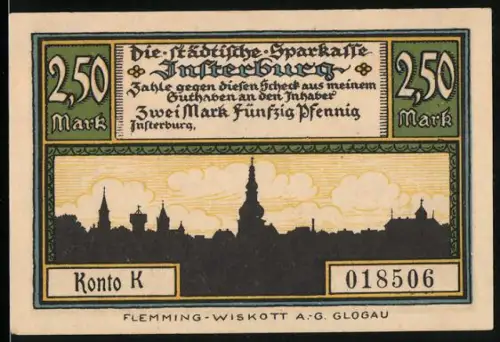 Die städtische Sparkasse
Insterburg
Zahle gegen diesen Scheck aus meinem
Guthaben an den Inhaber
Zwei Mark Fünfzig Pfennig
Insterburg,
2,50
Mark
2,50
Mark
Konto K
018506
FLEMMING-WISKOTT A.-G. GLOGAU